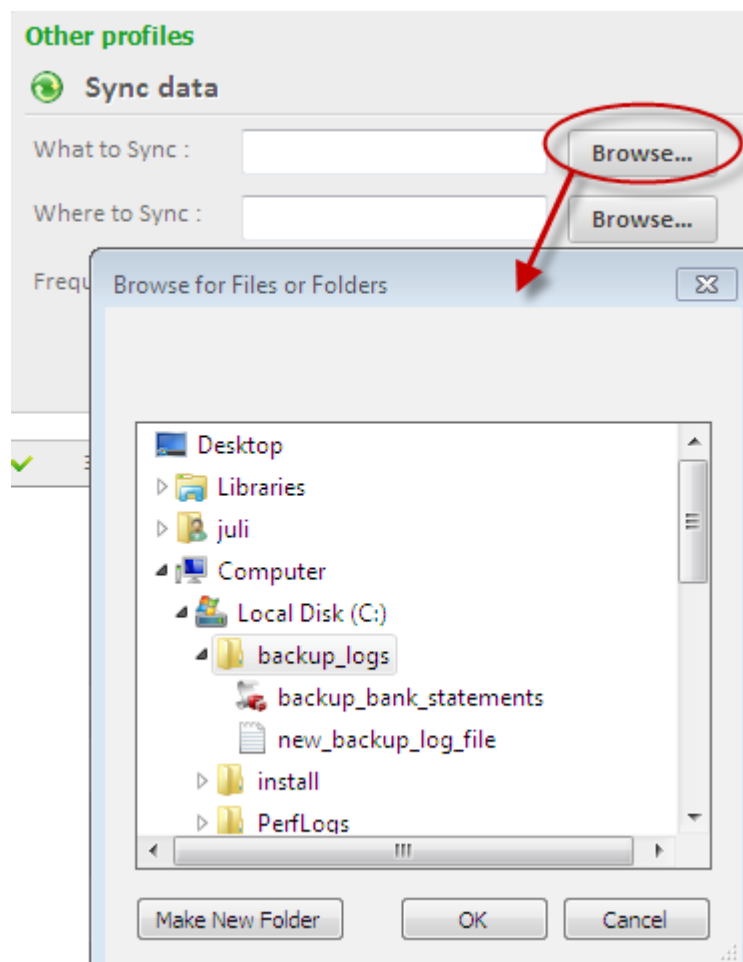 Other profiles
Sync data
What to Sync :
Browse...
Where to Sync :
Browse...
Frequ
Browse for Files or Folders
Desktop
Libraries
juli
Computer
Local Disk (C:)
backup_logs
backup_bank_statements
new_backup_log_file
install
PerfLogs
Make New Folder
OK
Cancel